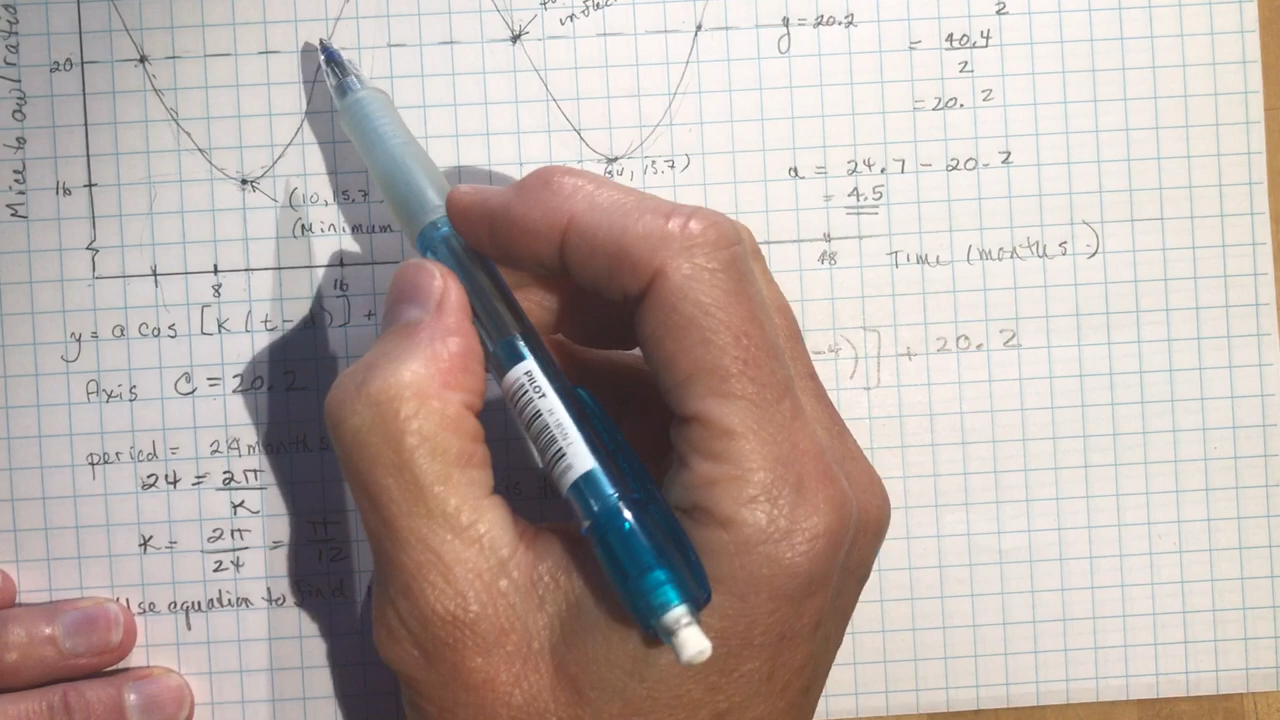 Mice to owl ratio
20
16
y = 20.2
2
= 40.4
2
= 20.2
a = 24.7 - 20.2
= 4.5
(10, 15.7
(Minimum
, 15.7)
8
16
48
Time (months)
y = a cos [K(t-
+
-4)] + 20.2
Axis C = 20.2
period = 24 months
24 = 2π
K
K = 2π = π
24 12
Use equation to find
PILOT